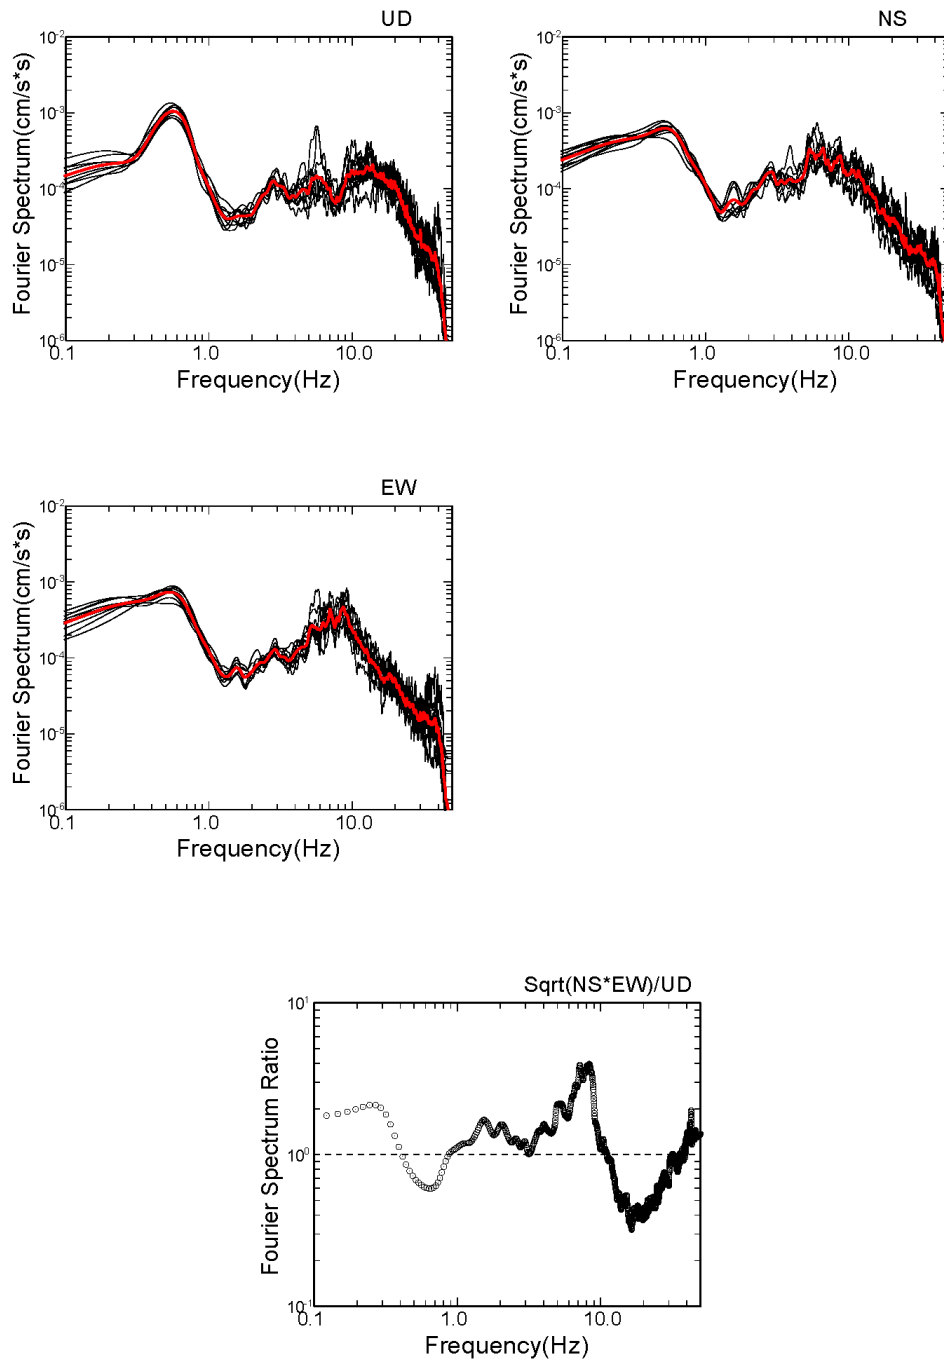 UD
10-2
10-3
10-4
10-5
10-6
0.1 1.0 10.0
Frequency(Hz)
Fourier Spectrum(cm/s*s)
NS
10-2
10-3
10-4
10-5
10-6
0.1 1.0 10.0
Frequency(Hz)
Fourier Spectrum(cm/s*s)
EW
10-2
10-3
10-4
10-5
10-6
0.1 1.0 10.0
Frequency(Hz)
Fourier Spectrum(cm/s*s)
Sqrt(NS*EW)/UD
101
100
10-1
0.1 1.0 10.0
Frequency(Hz)
Fourier Spectrum Ratio